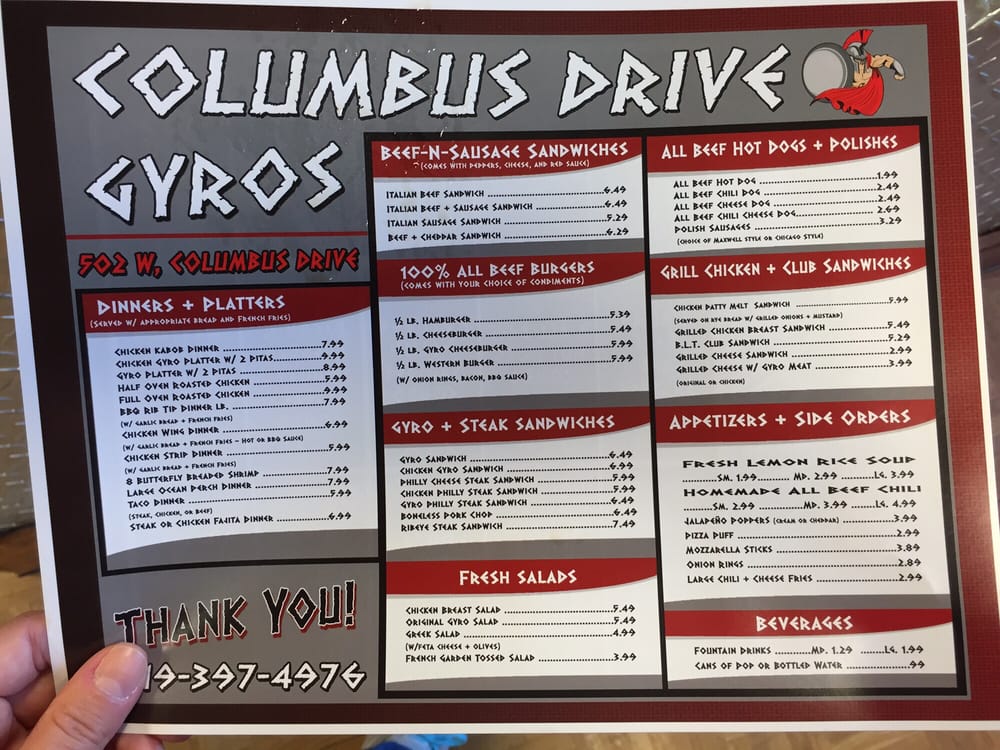 COLUMBUS DRIVE
GYROS
502 W, COLUMBUS DRIVE
DINNERS + PLATTERS
(SERVED W/ APPROPRIATE BREAD AND FRENCH FRIES)
CHICKEN KABOB DINNER 7.99
CHICKEN GYRO PLATTER W/ 2 PITAS 9.99
GYRO PLATTER W/ 2 PITAS 8.99
HALF OVEN ROASTED CHICKEN 5.99
FULL OVEN ROASTED CHICKEN 9.99
BBQ RIB TIP DINNER LB. 7.99
(W/ GARLIC BREAD + FRENCH FRIES)
CHICKEN WING DINNER 6.99
(W/ GARLIC BREAD + FRENCH FRIES - HOT OR BBQ SAUCE)
CHICKEN STRIP DINNER 5.99
(W/ GARLIC BREAD + FRENCH FRIES)
8 BUTTERFLY BREADED SHRIMP 7.99
LARGE OCEAN PERCH DINNER 7.99
TACO DINNER 5.99
(STEAK, CHICKEN, OR BEEF)
STEAK OR CHICKEN FAJITA DINNER 6.99
THANK YOU!
19-397-4976
BEEF-N-SAUSAGE SANDWICHES
(COMES WITH PEPPERS, CHEESE, AND RED SAUCE)
ITALIAN BEEF SANDWICH 6.49
ITALIAN BEEF + SAUSAGE SANDWICH 6.49
ITALIAN SAUSAGE SANDWICH 5.29
BEEF + CHEDDAR SANDWICH 6.29
100% ALL BEEF BURGERS
(COMES WITH YOUR CHOICE OF CONDIMENTS)
½ LB. HAMBURGER 5.39
½ LB. CHEESEBURGER 5.49
½ LB. GYRO CHEESEBURGER 5.99
½ LB. WESTERN BURGER 5.99
(W/ ONION RINGS, BACON, BBQ SAUCE)
GYRO + STEAK SANDWICHES
GYRO SANDWICH 6.49
CHICKEN GYRO SANDWICH 6.99
PHILLY CHEESE STEAK SANDWICH 5.99
CHICKEN PHILLY STEAK SANDWICH 5.99
GYRO PHILLY STEAK SANDWICH 6.49
BONELESS PORK CHOP 6.49
RIBEYE STEAK SANDWICH 7.49
FRESH SALADS
CHICKEN BREAST SALAD 5.49
ORIGINAL GYRO SALAD 5.49
GREEK SALAD 4.99
(W/FETA CHEESE + OLIVES)
FRENCH GARDEN TOSSED SALAD 3.99
ALL BEEF HOT DOGS + POLISHES
ALL BEEF HOT DOG 1.99
ALL BEEF CHILI DOG 2.49
ALL BEEF CHEESE DOG 2.49
ALL BEEF CHILI CHEESE DOG 2.69
POLISH SAUSAGES 3.29
(CHOICE OF MAXWELL STYLE OR CHICAGO STYLE)
GRILL CHICKEN + CLUB SANDWICHES
CHICKEN PATTY MELT SANDWICH 5.99
(SERVED ON RYE BREAD W/ GRILLED ONIONS + MUSTARD)
GRILLED CHICKEN BREAST SANDWICH 5.49
B.L.T. CLUB SANDWICH 5.29
GRILLED CHEESE SANDWICH 2.99
GRILLED CHEESE W/ GYRO MEAT 3.99
(ORIGINAL OR CHICKEN)
APPETIZERS + SIDE ORDERS
FRESH LEMON RICE SOUP
SM. 1.99 MD. 2.99 LG. 3.99
HOMEMADE ALL BEEF CHILI
SM. 2.99 MD. 3.99 LG. 4.99
JALAPEÑO POPPERS (CREAM OR CHEDDAR) 3.99
PIZZA PUFF 2.99
MOZZARELLA STICKS 3.89
ONION RINGS 2.89
LARGE CHILI + CHEESE FRIES 2.99
BEVERAGES
FOUNTAIN DRINKS MD. 1.29 LG. 1.99
CANS OF POP OR BOTTLED WATER .99